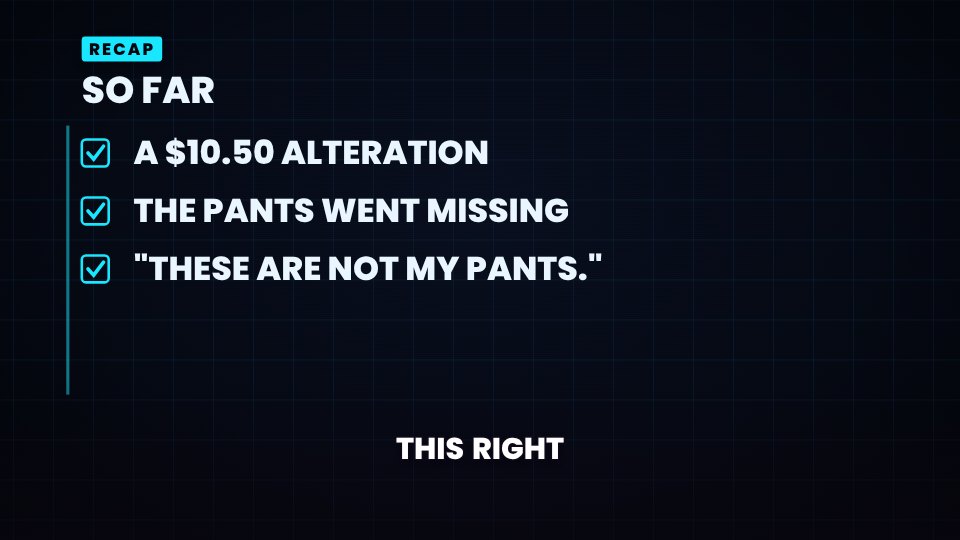 RECAP
SO FAR
A $10.50 ALTERATION
THE PANTS WENT MISSING
"THESE ARE NOT MY PANTS."
THIS RIGHT